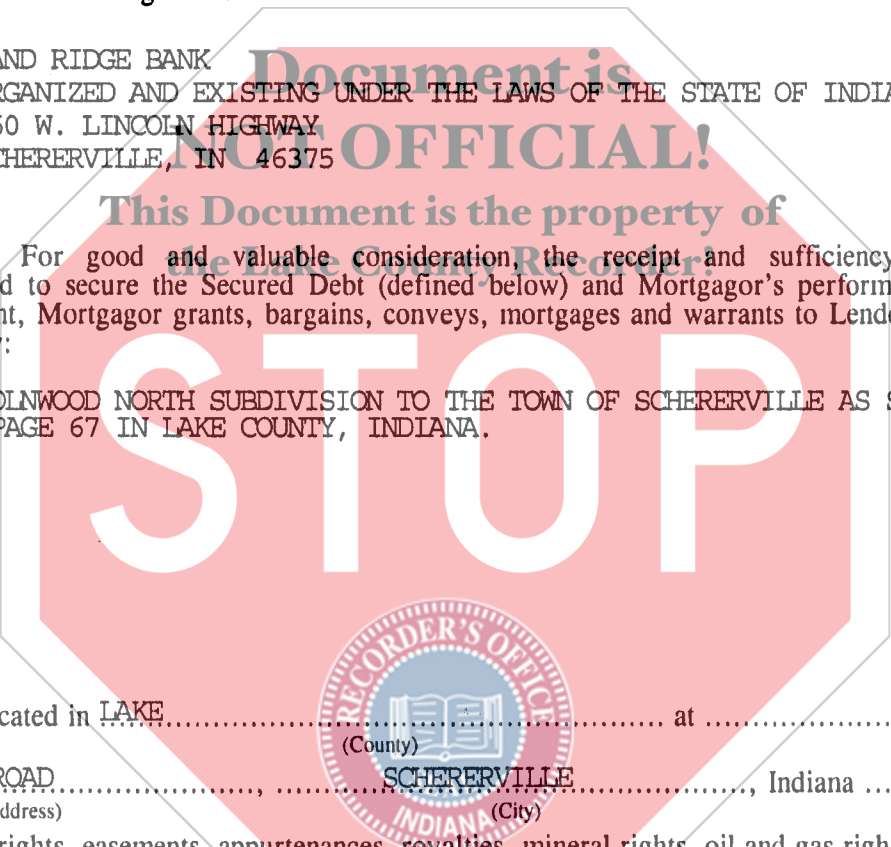 AND RIDGE BANK
Document is
RGANIZED AND EXISTING UNDER THE LAWS OF THE STATE OF INDIA
50 W. LINCOLN HIGHWAY
NOT OFFICIAL!
CHERERVILLE, IN 46375
This Document is the property of
For good and valuable consideration, the receipt and sufficiency
the Lake County Recorder!
d to secure the Secured Debt (defined below) and Mortgagor's perform
nt, Mortgagor grants, bargains, conveys, mortgages and warrants to Lende
:
STOP
OLNWOOD NORTH SUBDIVISION TO THE TOWN OF SCHERERVILLE AS S
PAGE 67 IN LAKE COUNTY, INDIANA.
RECORDER'S OFFICE
cated in LAKE at
(County)
ROAD , SCHERERVILLE , Indiana
ddress) (City)
INDIANA
rights, easements, appurtenances, royalties, mineral rights, oil and gas righ